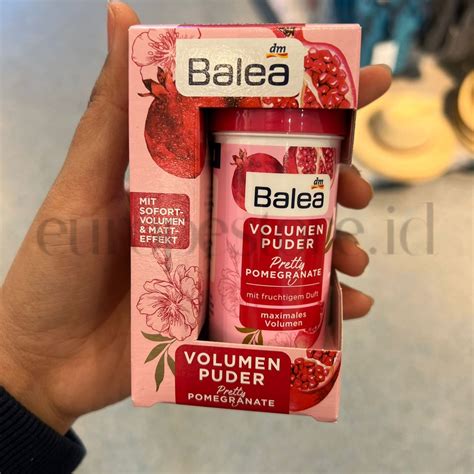 dm
Balea
MIT
SOFORT-
VOLUMEN
& MATT-
EFFEKT
dm
Balea
VOLUMEN
PUDER
Pretty
POMEGRANATE
mit fruchtigem Duft
maximales
Volumen
VOLUMEN
PUDER
Pretty
POMEGRANATE